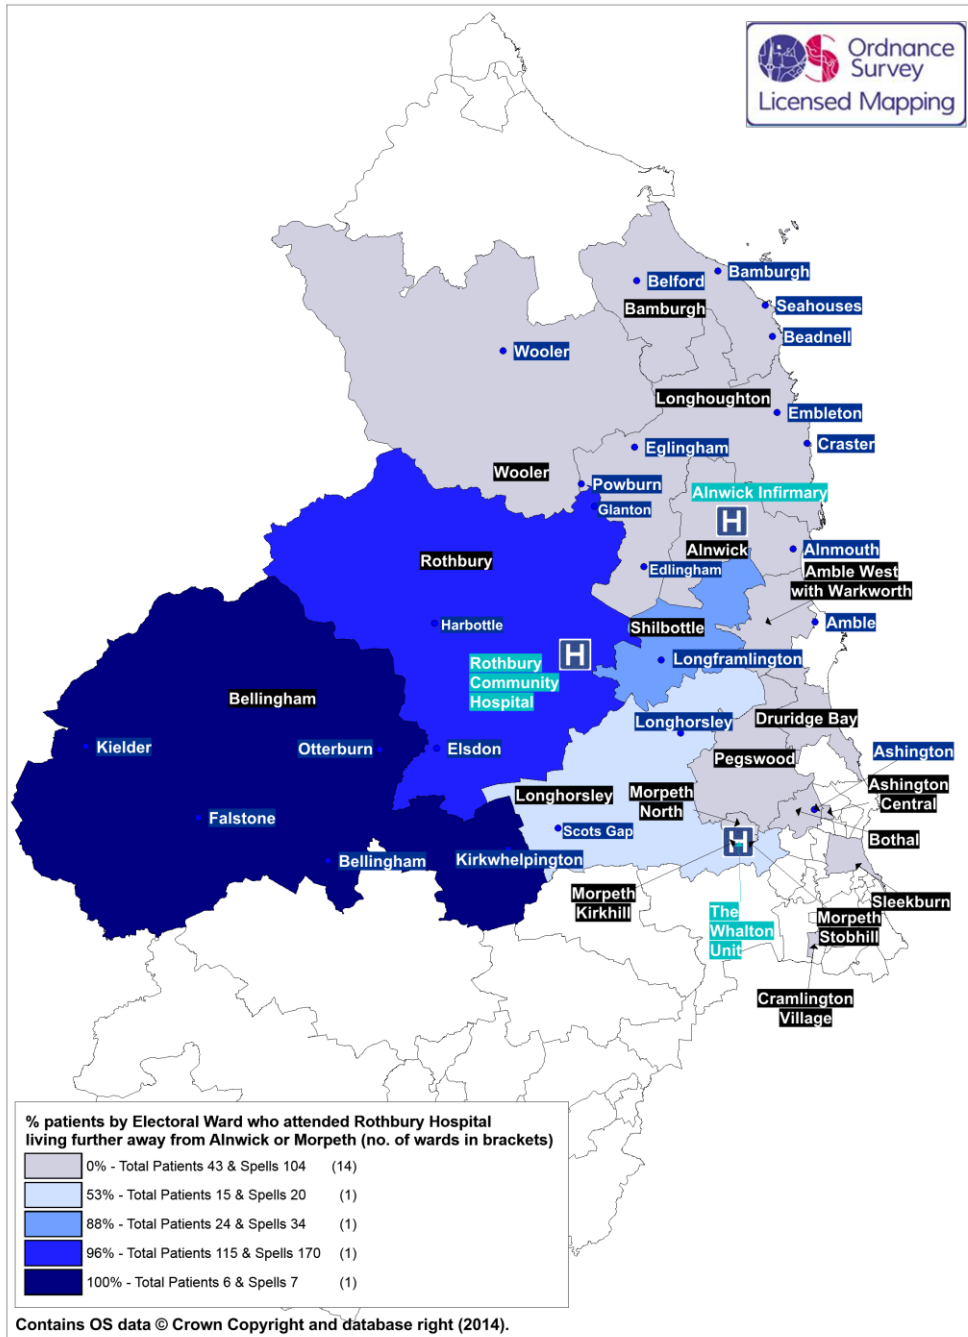 Ordnance
Survey
Licensed Mapping
Bamburgh
Belford
Bamburgh
Seahouses
Beadnell
Wooler
Longhoughton
Embleton
Craster
Eglingham
Wooler
Powburn
Alnwick Infirmary
Glanton
H
Alnwick
Alnmouth
Rothbury
Edlingham
Amble West
with Warkworth
Harbottle
Shilbottle
Amble
H
Rothbury
Community
Hospital
Longframlington
Bellingham
Longhorsley
Druridge Bay
Kielder
Otterburn
Elsdon
Pegswood
Ashington
Longhorsley
Morpeth
North
Ashington
Central
Falstone
Scots Gap
Bothal
H
Bellingham
Kirkwhelpington
Morpeth
Kirkhill
Sleekburn
The
Whalton
Unit
Morpeth
Stobhill
Cramlington
Village
% patients by Electoral Ward who attended Rothbury Hospital
living further away from Alnwick or Morpeth (no. of wards in brackets)
0% - Total Patients 43 & Spells 104 (14)
53% - Total Patients 15 & Spells 20 (1)
88% - Total Patients 24 & Spells 34 (1)
96% - Total Patients 115 & Spells 170 (1)
100% - Total Patients 6 & Spells 7 (1)
Contains OS data © Crown Copyright and database right (2014).